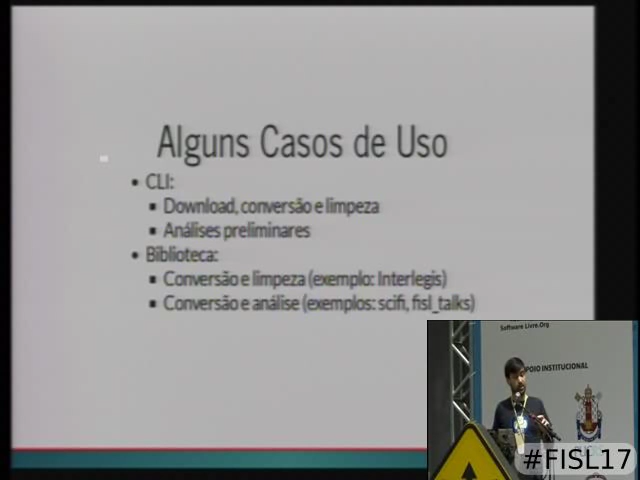 Alguns Casos de Uso
• CLI:
▪ Download, conversão e limpeza
▪ Análises preliminares
• Biblioteca:
▪ Conversão e limpeza (exemplo: Interlegis)
▪ Conversão e análise (exemplos: scifi, fisl_talks)
Software Livre.Org
APOIO INSTITUCIONAL
#FISL17